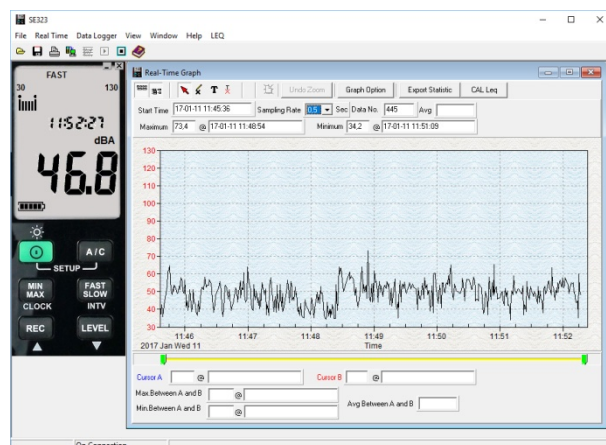 SE323
File Real Time Data Logger View Window Help LEQ
FAST
30 130
11:52:27
dBA
46.8
A/C
SETUP
MIN MAX
FAST SLOW
CLOCK INTV
REC LEVEL
Real-Time Graph
Undo Zoom Graph Option Export Statistic CAL Leq
Start Time 17-01-11 11:45:36 Sampling Rate 0.5 Sec Data No. 445 Avg
Maximum 73,4 @ 17-01-11 11:48:54 Minimum 34,2 @ 17-01-11 11:51:09
130
120
110
100
90
80
70
60
50
40
30
11:46 11:47 11:48 11:49 11:50 11:51 11:52
2017 Jan Wed 11 Time
Cursor A @ Cursor B @
Max.Between A and B @
Min.Between A and B @
Avg Between A and B
On Connection